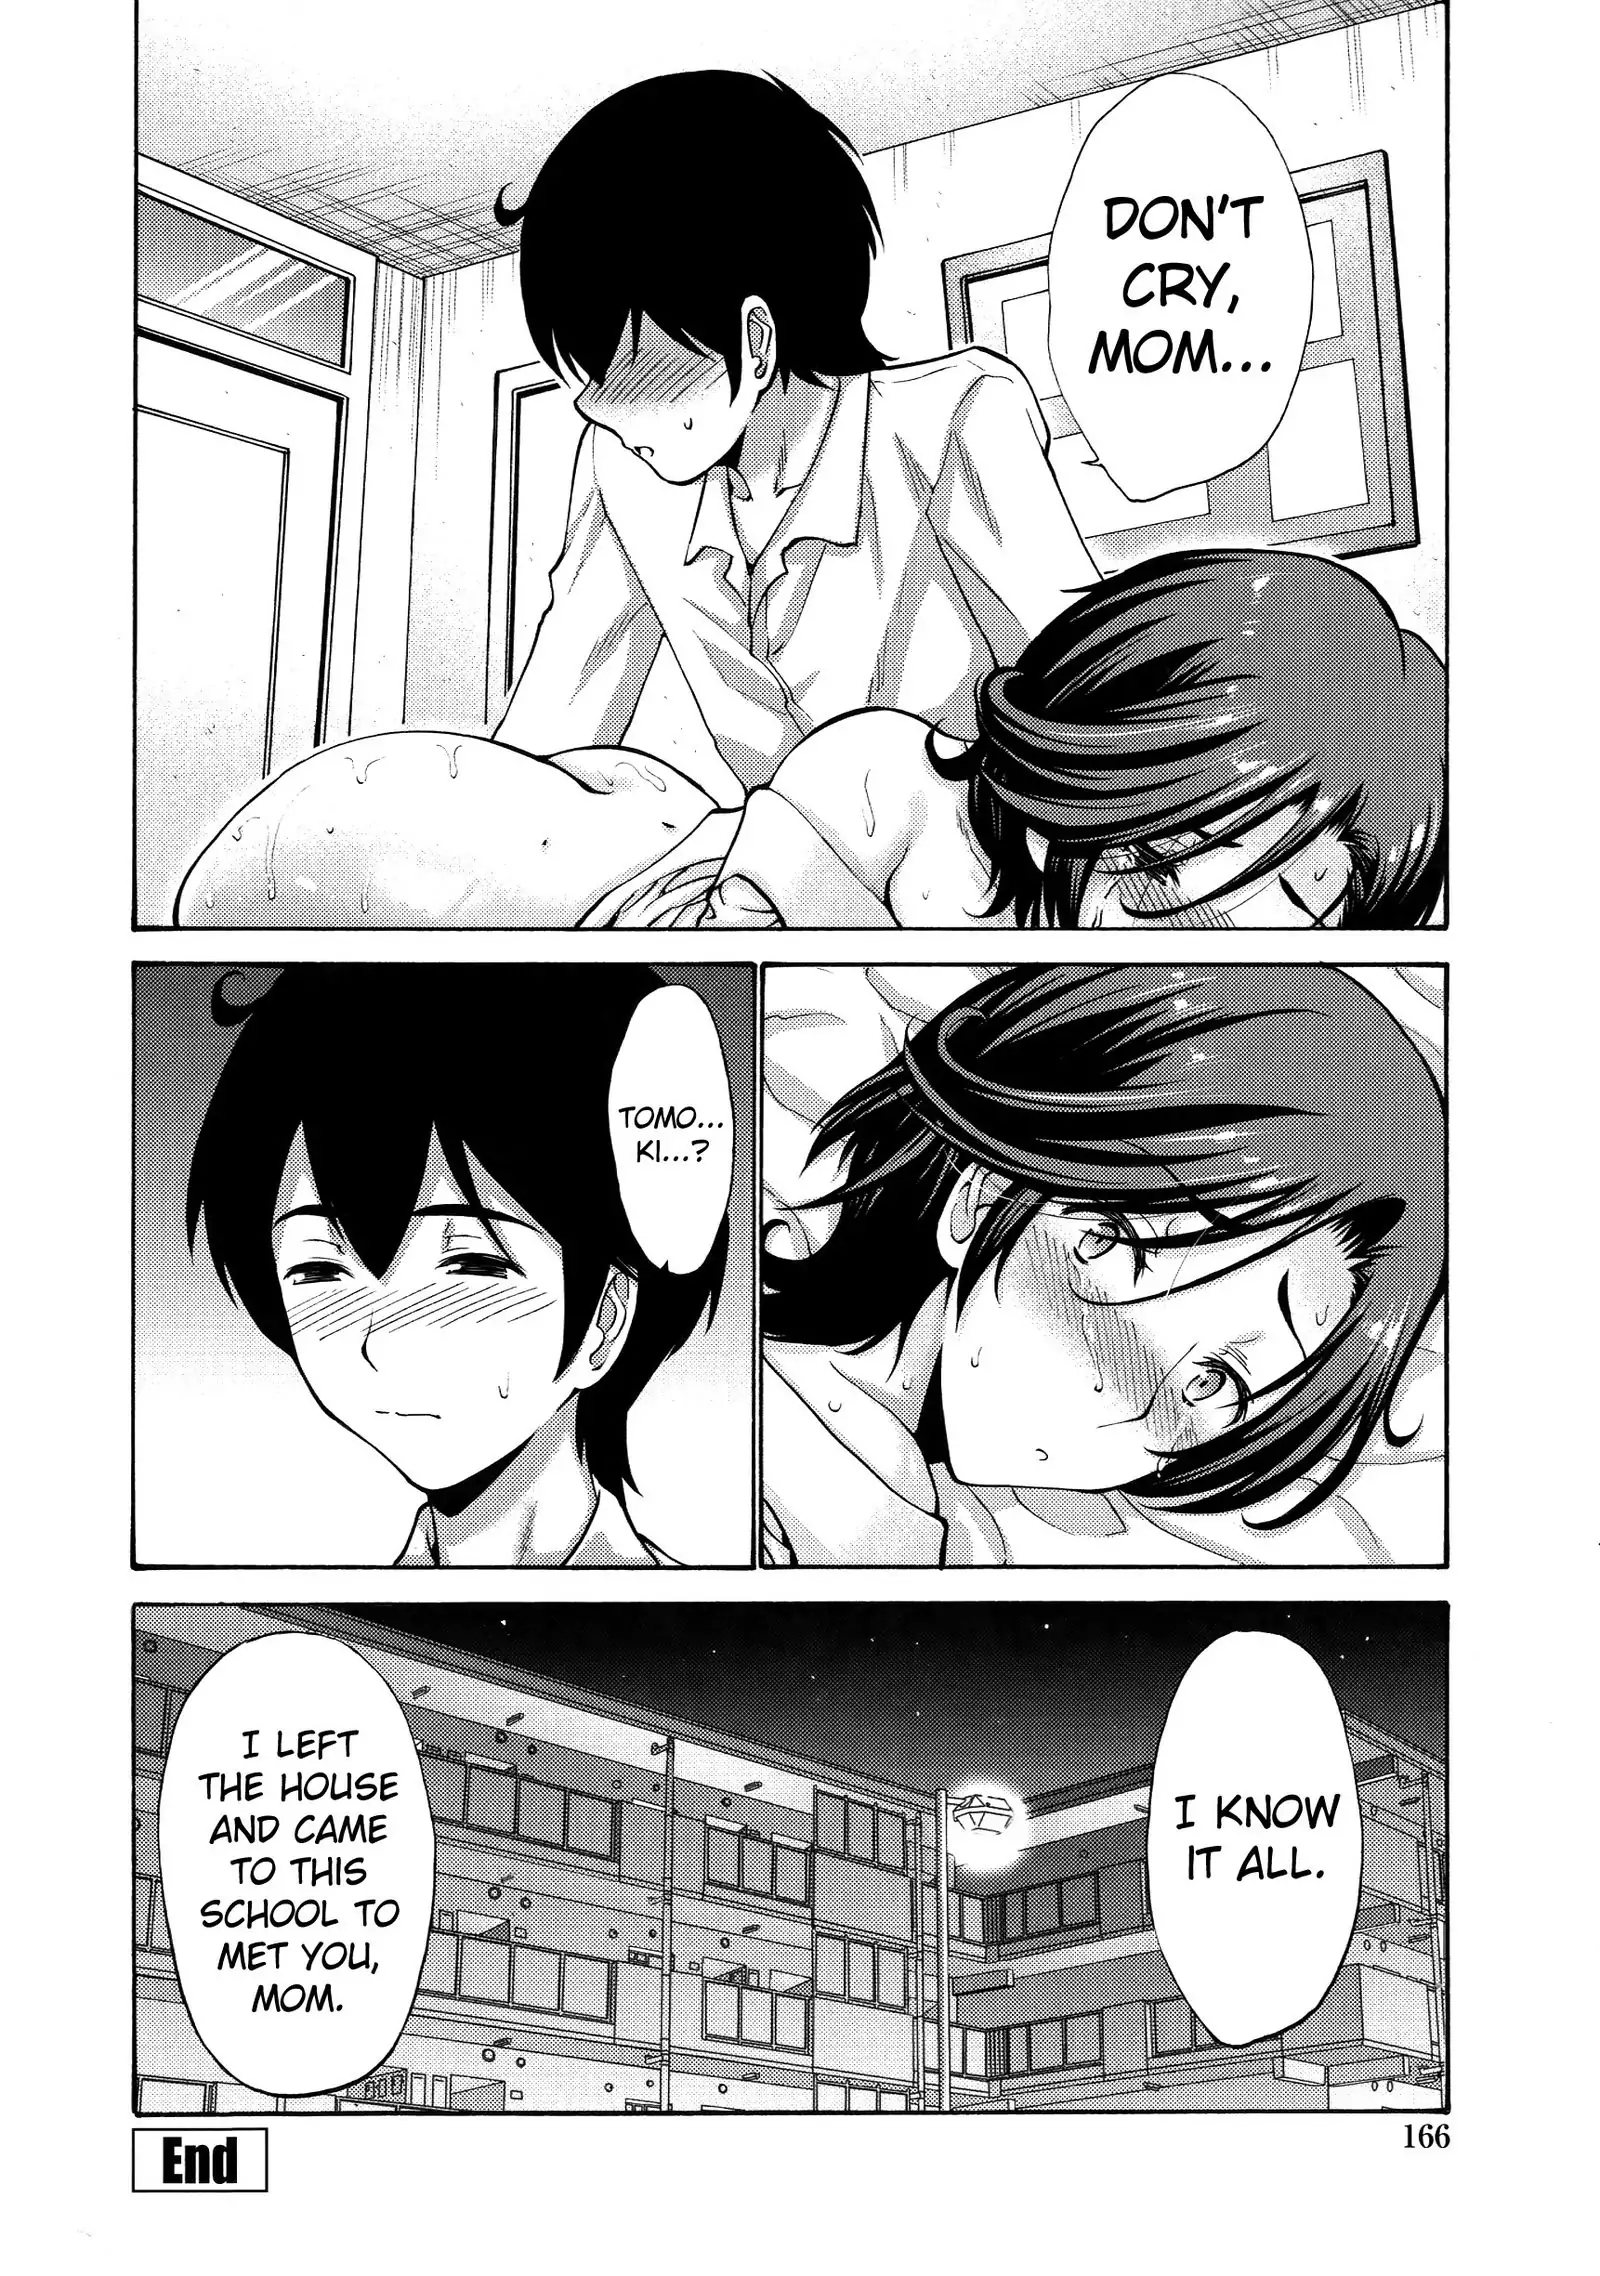 DON'T
CRY,
MOM...
TOMO...
KI...?
I KNOW
IT ALL.
I LEFT
THE HOUSE
AND CAME
TO THIS
SCHOOL TO
MET YOU,
MOM.
End
166